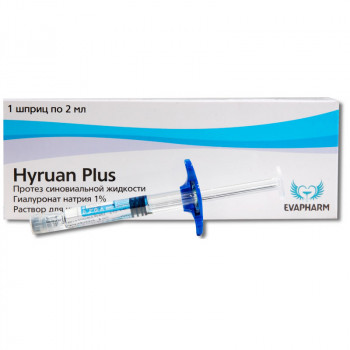 1 шприц по 2 мл
Hyruan Plus
Протез синовиальной жидкости
Гиалуронат натрия 1%
Раствор для
EVAPHARM